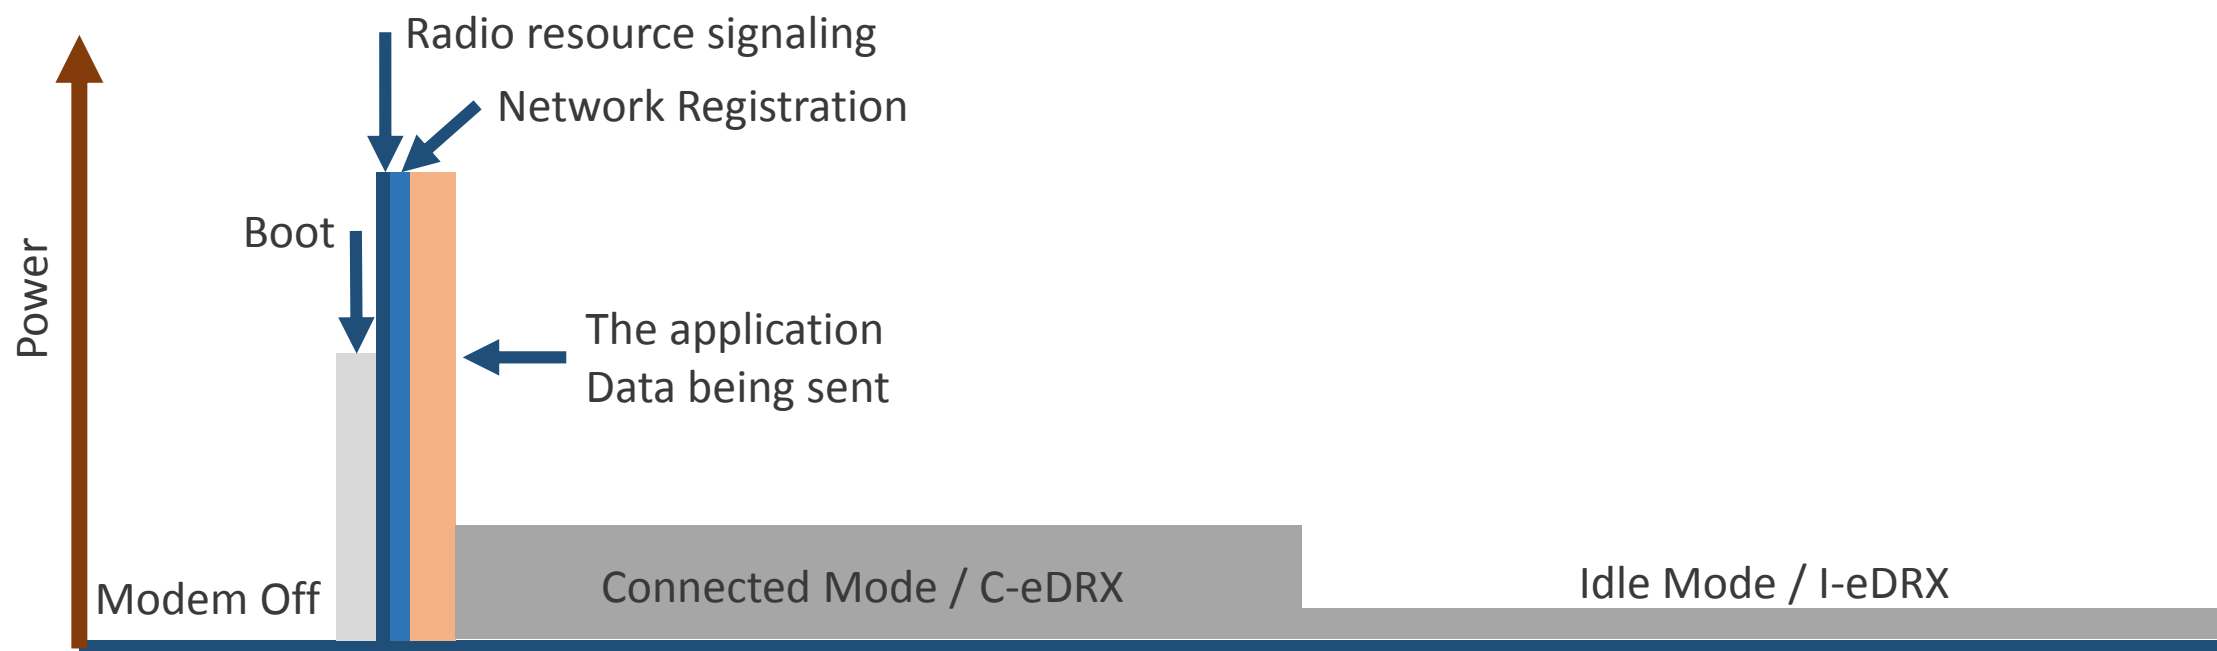 Radio resource signaling
Network Registration
Boot
Power
The application
Data being sent
Modem Off
Connected Mode / C-eDRX
Idle Mode / I-eDRX